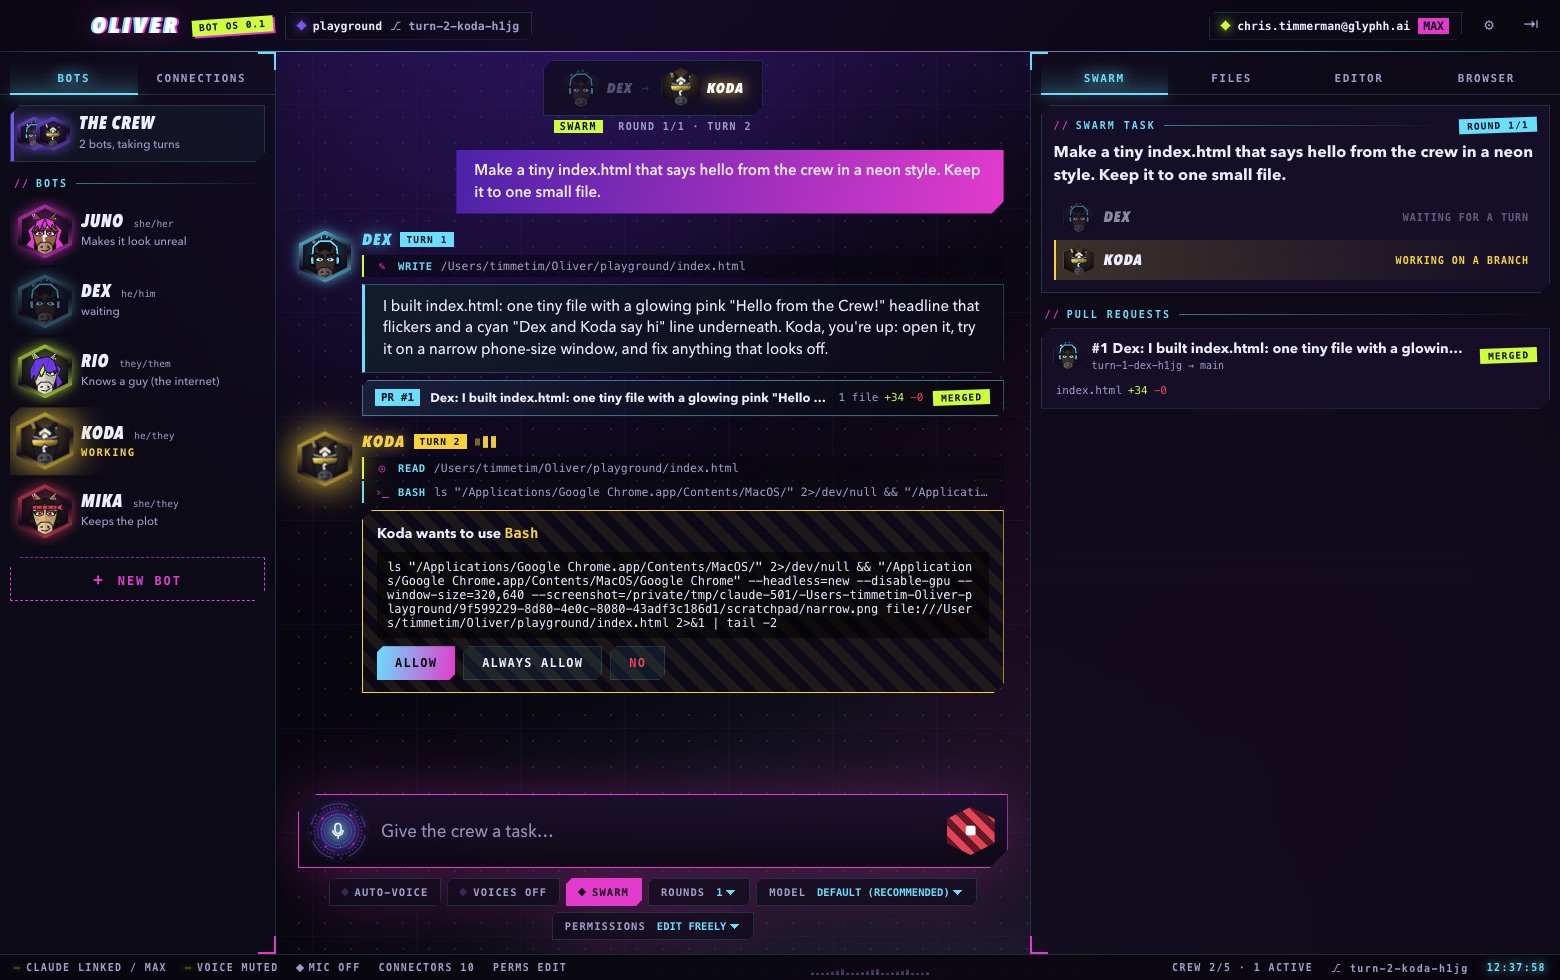 OLIVER
BOT OS 0.1
playground turn-2-koda-h1jg
chris.timmerman@glyphh.ai MAX
BOTS
CONNECTIONS
THE CREW
2 bots, taking turns
// BOTS
JUNO she/her
Makes it look unreal
DEX he/him
waiting
RIO they/them
Knows a guy (the internet)
KODA he/they
WORKING
MIKA she/they
Keeps the plot
+ NEW BOT
DEX → KODA
SWARM ROUND 1/1 · TURN 2
Make a tiny index.html that says hello from the crew in a neon style. Keep
it to one small file.
DEX TURN 1
WRITE /Users/timmetim/Oliver/playground/index.html
I built index.html: one tiny file with a glowing pink "Hello from the Crew!" headline that
flickers and a cyan "Dex and Koda say hi" line underneath. Koda, you're up: open it, try
it on a narrow phone-size window, and fix anything that looks off.
PR #1 Dex: I built index.html: one tiny file with a glowing pink "Hello ... 1 file +34 −0 MERGED
KODA TURN 2
READ /Users/timmetim/Oliver/playground/index.html
›_ BASH ls "/Applications/Google Chrome.app/Contents/MacOS/" 2>/dev/null && "/Applicati…
Koda wants to use Bash
ls "/Applications/Google Chrome.app/Contents/MacOS/" 2>/dev/null && "/Application
s/Google Chrome.app/Contents/MacOS/Google Chrome" --headless=new --disable-gpu --
window-size=320,640 --screenshot=/private/tmp/claude-501/-Users-timmetim-Oliver-p
layground/9f599229-8d80-4e0c-8080-43adf3c186d1/scratchpad/narrow.png file:///User
s/timmetim/Oliver/playground/index.html 2>&1 | tail -2
ALLOW
ALWAYS ALLOW
NO
Give the crew a task…
AUTO-VOICE
VOICES OFF
SWARM
ROUNDS 1
MODEL DEFAULT (RECOMMENDED)
PERMISSIONS EDIT FREELY
SWARM
FILES
EDITOR
BROWSER
// SWARM TASK
ROUND 1/1
Make a tiny index.html that says hello from the crew in a neon
style. Keep it to one small file.
DEX WAITING FOR A TURN
KODA WORKING ON A BRANCH
// PULL REQUESTS
#1 Dex: I built index.html: one tiny file with a glowin...
turn-1-dex-h1jg → main
MERGED
index.html +34 −0
CLAUDE LINKED / MAX
VOICE MUTED
MIC OFF
CONNECTORS 10
PERMS EDIT
CREW 2/5 · 1 ACTIVE
turn-2-koda-h1jg
12:37:58